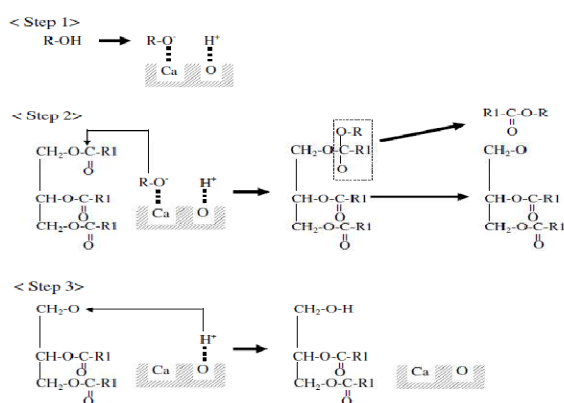 < Step 1>
R-OH R-O- H+
Ca O
< Step 2>
CH2-O-C-R1
O
R-O- H+
Ca O
CH-O-C-R1
O
CH2-O-C-R1
O
O-R
CH2-O-C-R1
O
CH-O-C-R1
O
CH2-O-C-R1
O
R1-C-O-R
O
CH2-O
CH-O-C-R1
O
CH2-O-C-R1
O
< Step 3>
CH2-O
H+
Ca O
CH-O-C-R1
O
CH2-O-C-R1
O
CH2-O-H
CH-O-C-R1
O
CH2-O-C-R1
O
Ca O